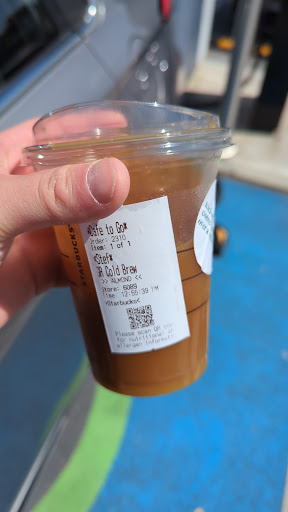 *Cafe to Go*
Order: 2310
Item: 1 of 1
*Stef*
GR Cold Brew
>> ALMOND <<
Store: 6089
Time: 12:55:39 PM
>Starbucks<
Please scan QR
for nutritional
allergen
STARBUCKS